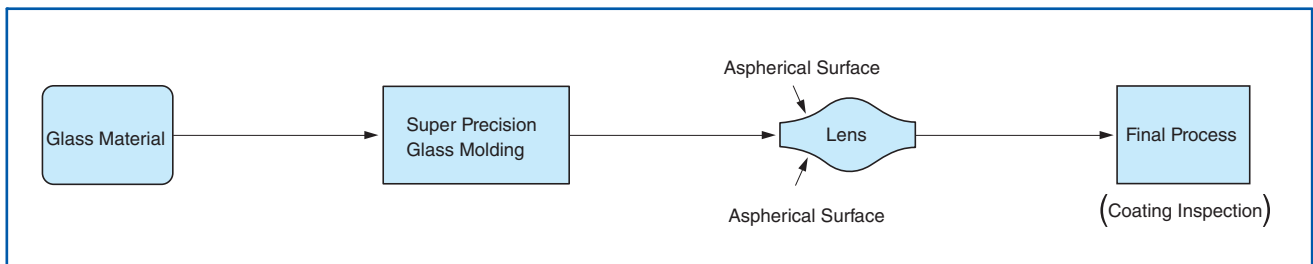 Glass Material
Super Precision
Glass Molding
Aspherical Surface
Lens
Aspherical Surface
Final Process
(Coating Inspection)